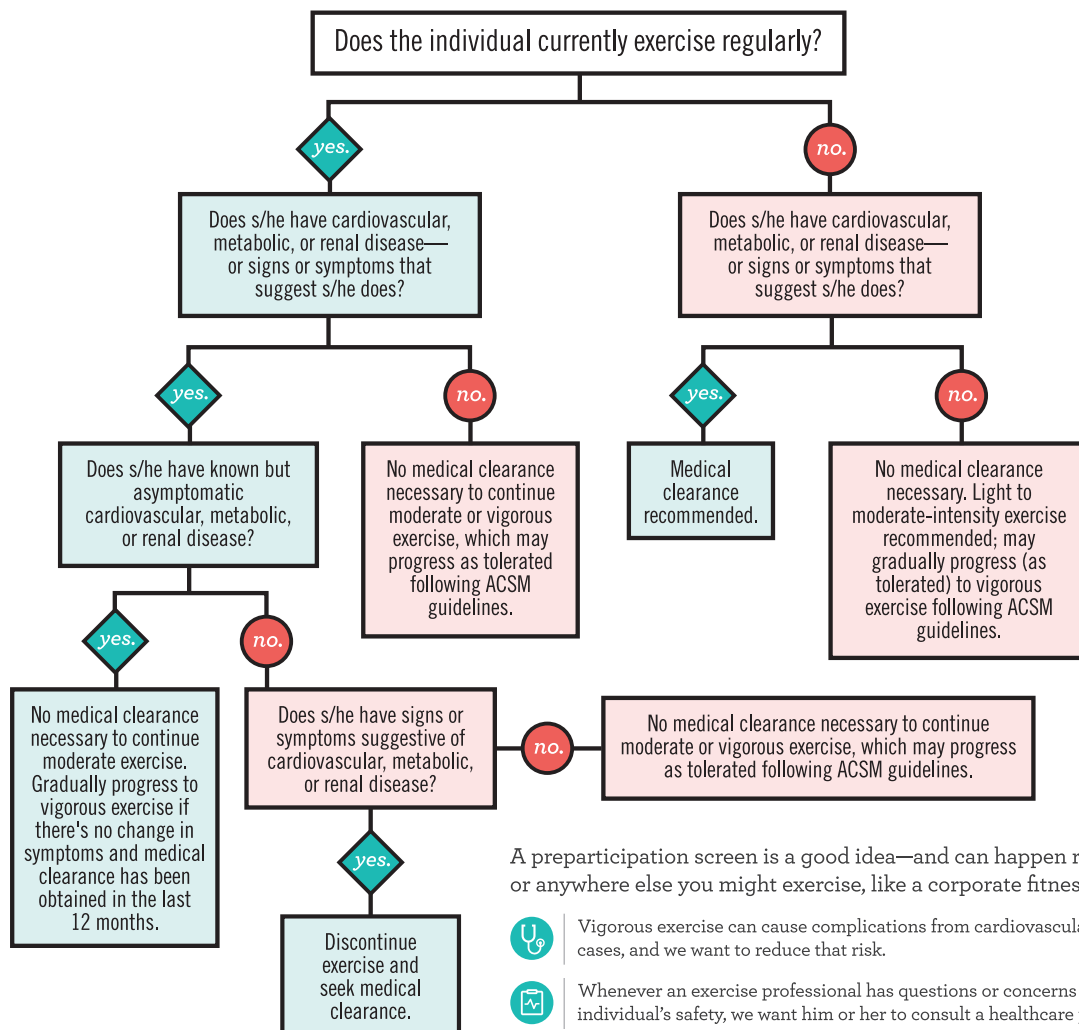 Does the individual currently exercise regularly?
yes.
no.
Does s/he have cardiovascular,
metabolic, or renal disease—
or signs or symptoms that
suggest s/he does?
Does s/he have cardiovascular,
metabolic, or renal disease—
or signs or symptoms that
suggest s/he does?
yes.
no.
yes.
no.
Does s/he have known but
asymptomatic
cardiovascular, metabolic,
or renal disease?
No medical clearance
necessary to continue
moderate or vigorous
exercise, which may
progress as tolerated
following ACSM
guidelines.
Medical
clearance
recommended.
No medical clearance
necessary. Light to
moderate-intensity exercise
recommended; may
gradually progress (as
tolerated) to vigorous
exercise following ACSM
guidelines.
yes.
no.
No medical clearance
necessary to continue
moderate exercise.
Gradually progress to
vigorous exercise if
there's no change in
symptoms and medical
clearance has been
obtained in the last
12 months.
Does s/he have signs or
symptoms suggestive of
cardiovascular, metabolic,
or renal disease?
no.
No medical clearance necessary to continue
moderate or vigorous exercise, which may progress
as tolerated following ACSM guidelines.
yes.
Discontinue
exercise and
seek medical
clearance.
A preparticipation screen is a good idea—and can happen
or anywhere else you might exercise, like a corporate
Vigorous exercise can cause complications from
cases, and we want to reduce that risk.
Whenever an exercise professional has questions or concerns
individual's safety, we want him or her to consult a healthcare